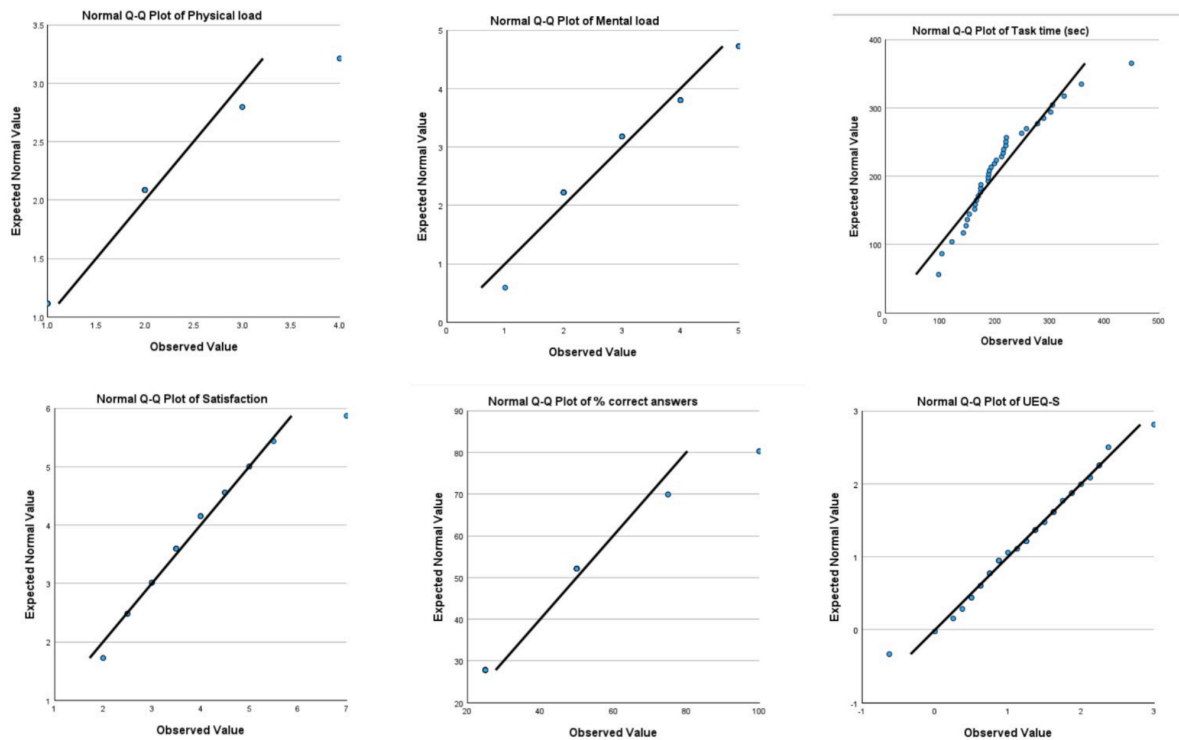 Normal Q-Q Plot of Physical load
Expected Normal Value
3.5
3.0
2.5
2.0
1.5
1.0
1.0 1.5 2.0 2.5 3.0 3.5 4.0
Observed Value
Normal Q-Q Plot of Mental load
Expected Normal Value
5
4
3
2
1
0
0 1 2 3 4 5
Observed Value
Normal Q-Q Plot of Task time (sec)
Expected Normal Value
400
300
200
100
0
0 100 200 300 400 500
Observed Value
Normal Q-Q Plot of Satisfaction
Expected Normal Value
6
5
4
3
2
1
1 2 3 4 5 6 7
Observed Value
Normal Q-Q Plot of % correct answers
Expected Normal Value
90
80
70
60
50
40
30
20
20 40 60 80 100
Observed Value
Normal Q-Q Plot of UEQ-S
Expected Normal Value
3
2
1
0
-1
-1 0 1 2 3
Observed Value